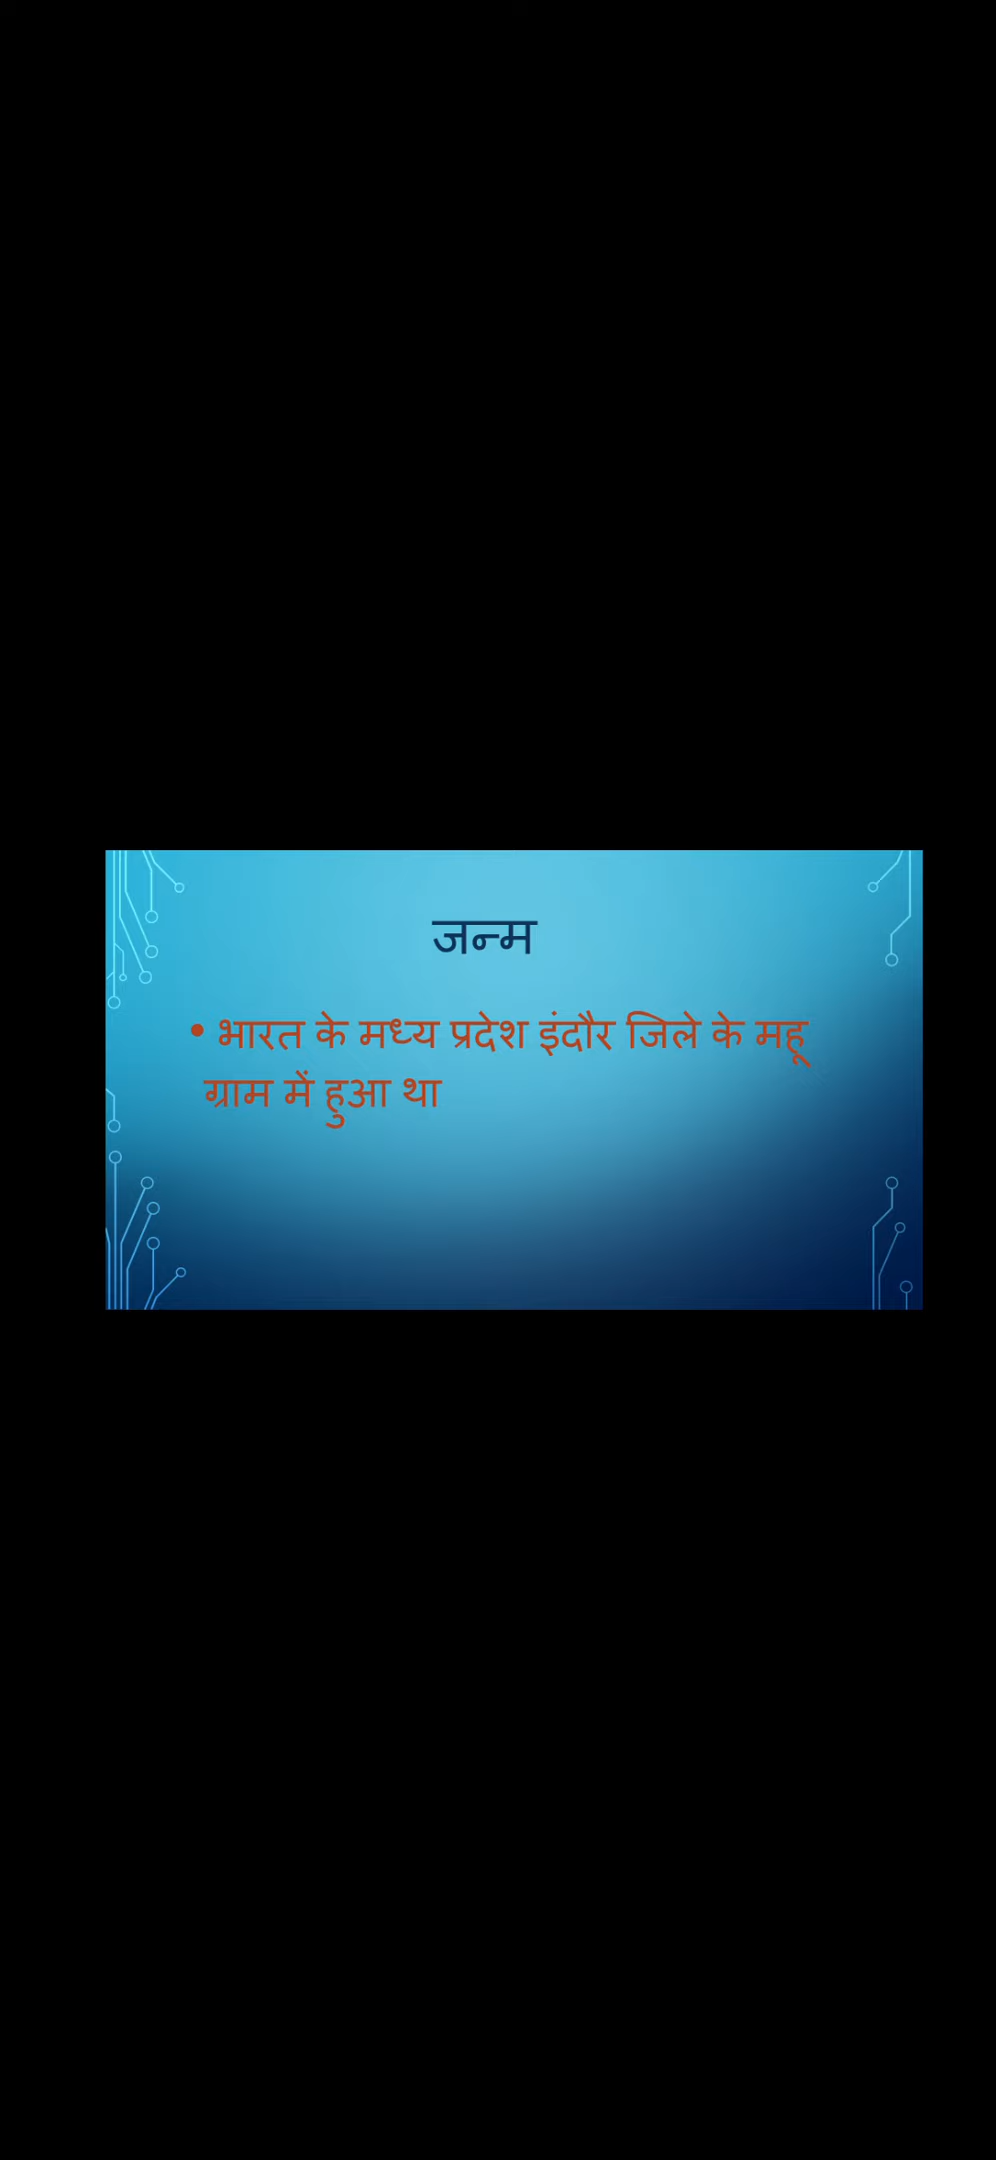 जन्म
• भारत के मध्य प्रदेश इंदौर जिले के महू
ग्राम में हुआ था